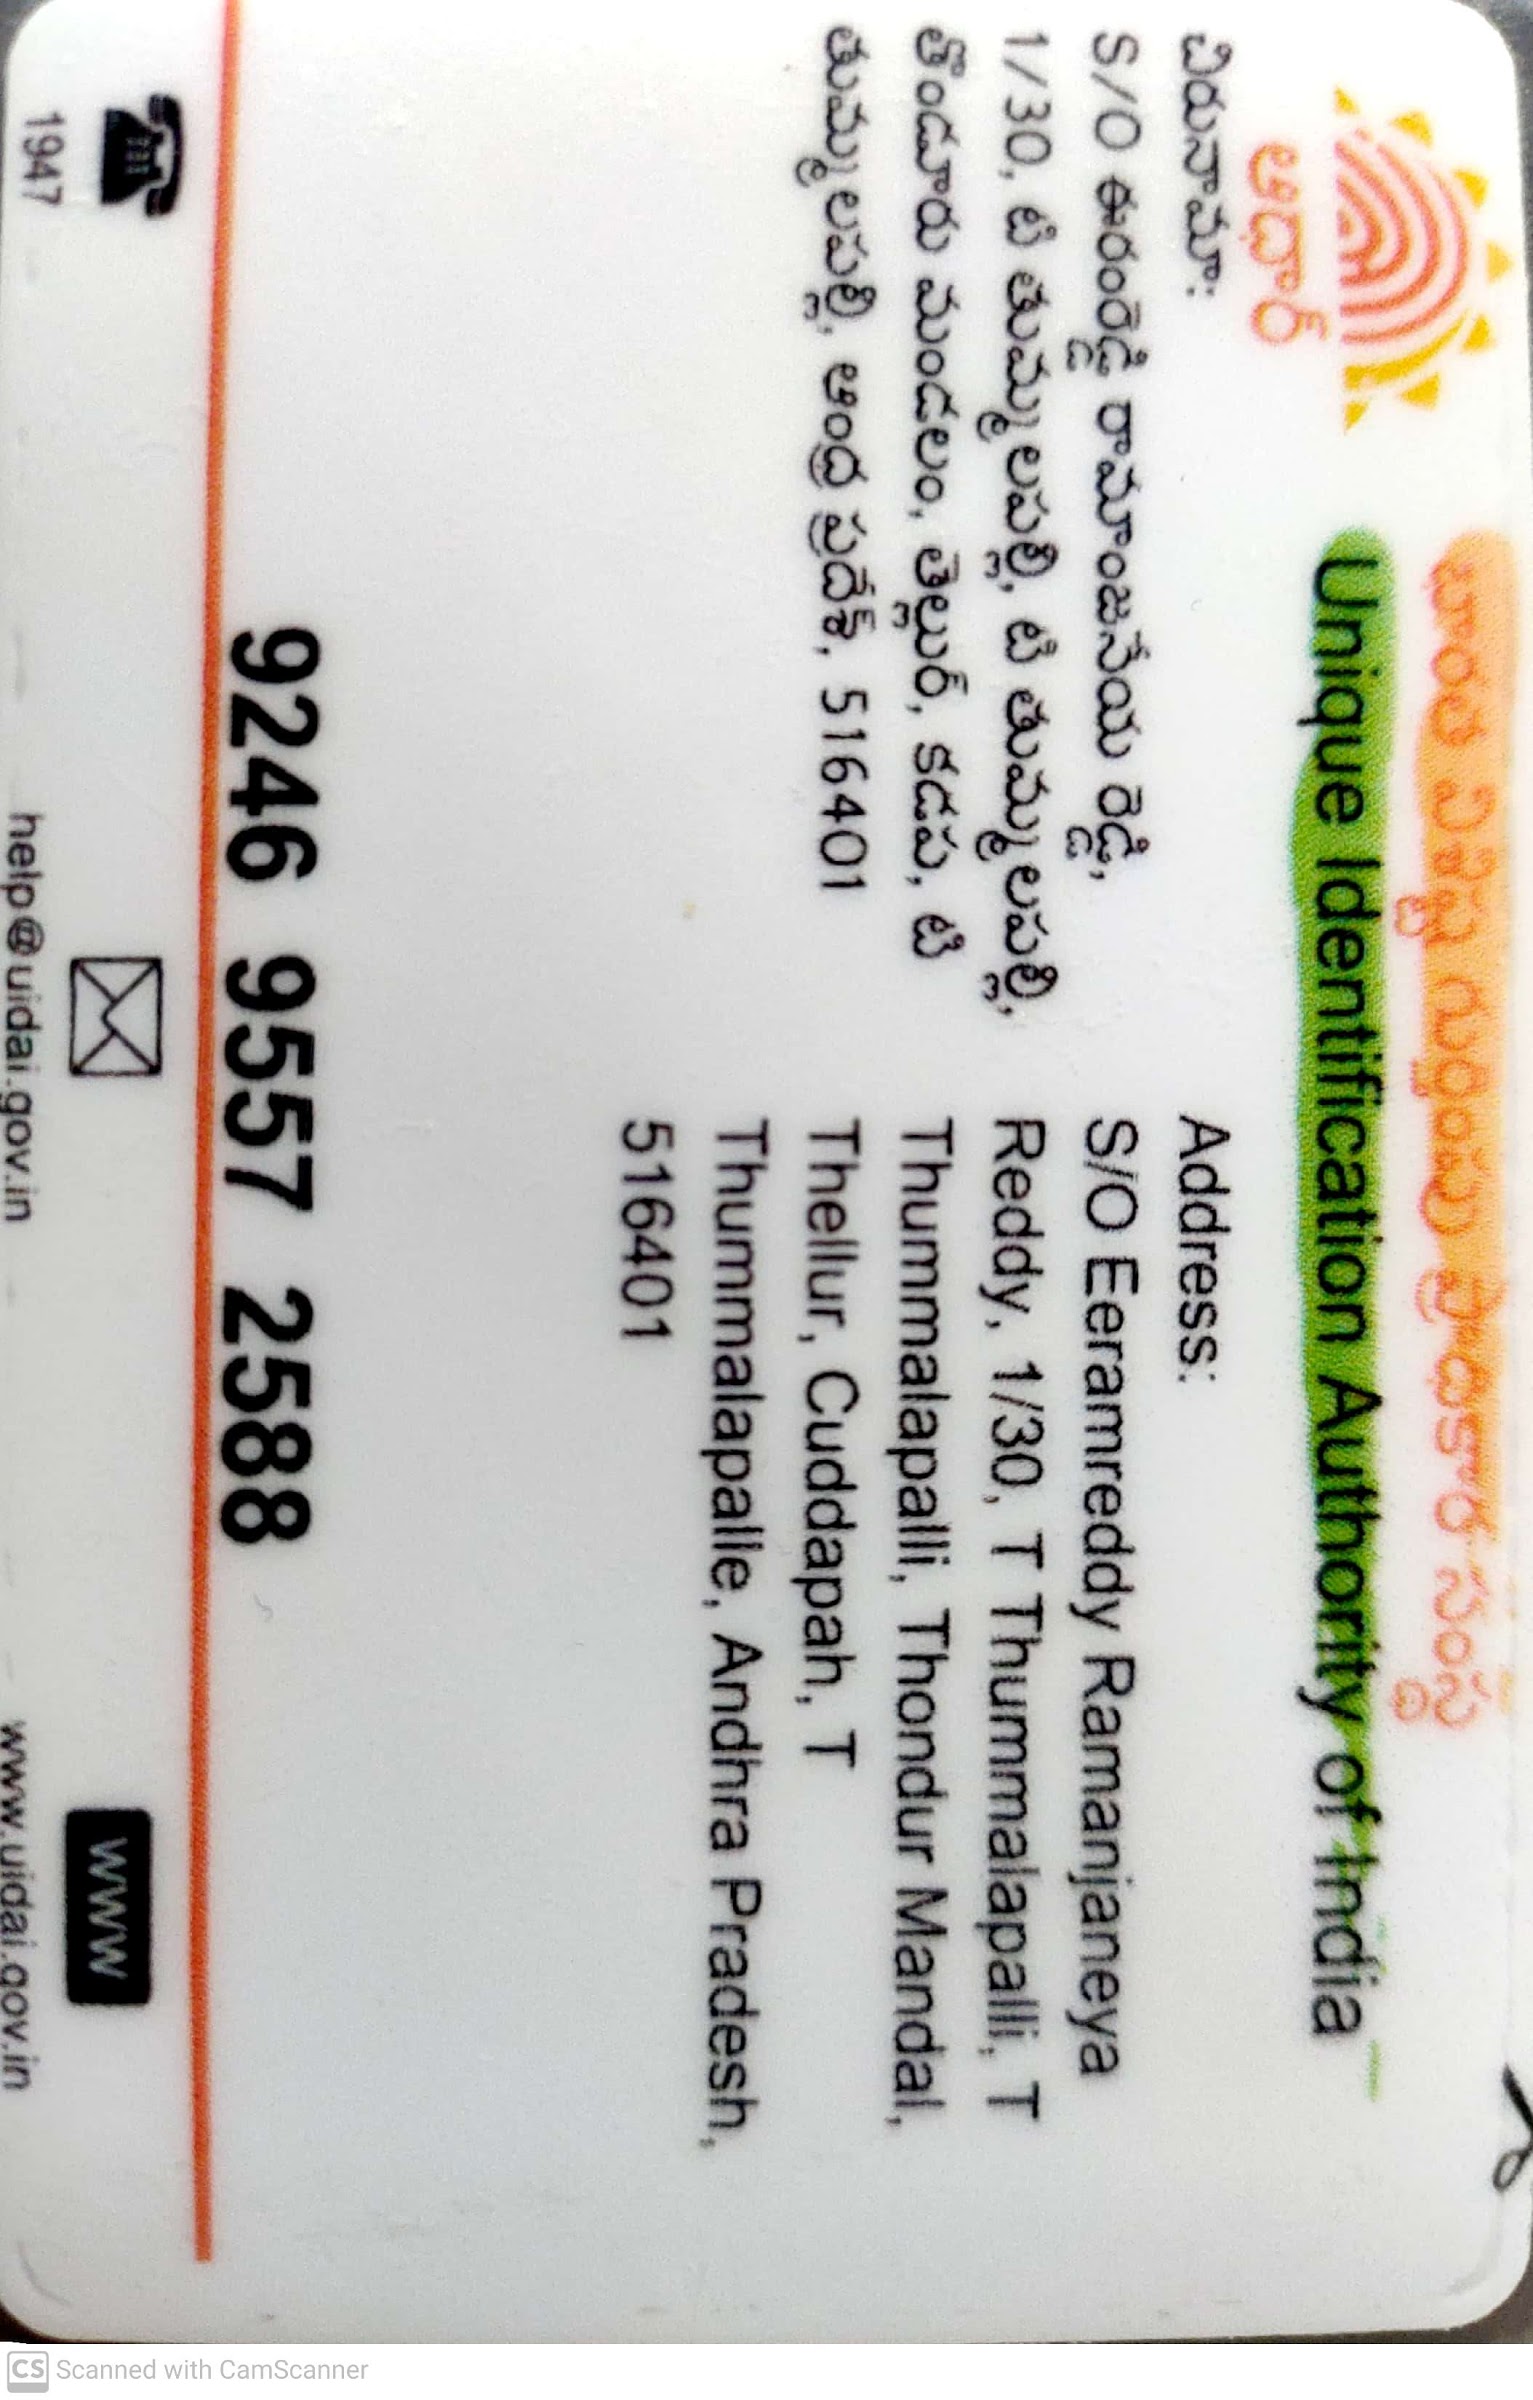 భారత విశిష్ట గుర్తింపు ప్రాధికార సంస్థ
Unique Identification Authority of India
ఆధార్
చిరునామా:
S/O ఈరంరెడ్డి రామాంజనేయ రెడ్డి,
1/30, టి తుమ్మలపల్లి, టి తుమ్మలపల్లి,
తొండూరు మండలం, తెల్లుర్, కడప, టి
తుమ్మలపల్లి, ఆంధ్ర ప్రదేశ్, 516401
Address:
S/O Eeramreddy Ramanjaneya
Reddy, 1/30, T Thummalapalli, T
Thummalapalli, Thondur Mandal,
Thellur, Cuddapah, T
Thummalapalle, Andhra Pradesh,
516401
9246 9557 2588
1947
help@uidai.gov.in
WWW
www.uidai.gov.in
CS Scanned with CamScanner